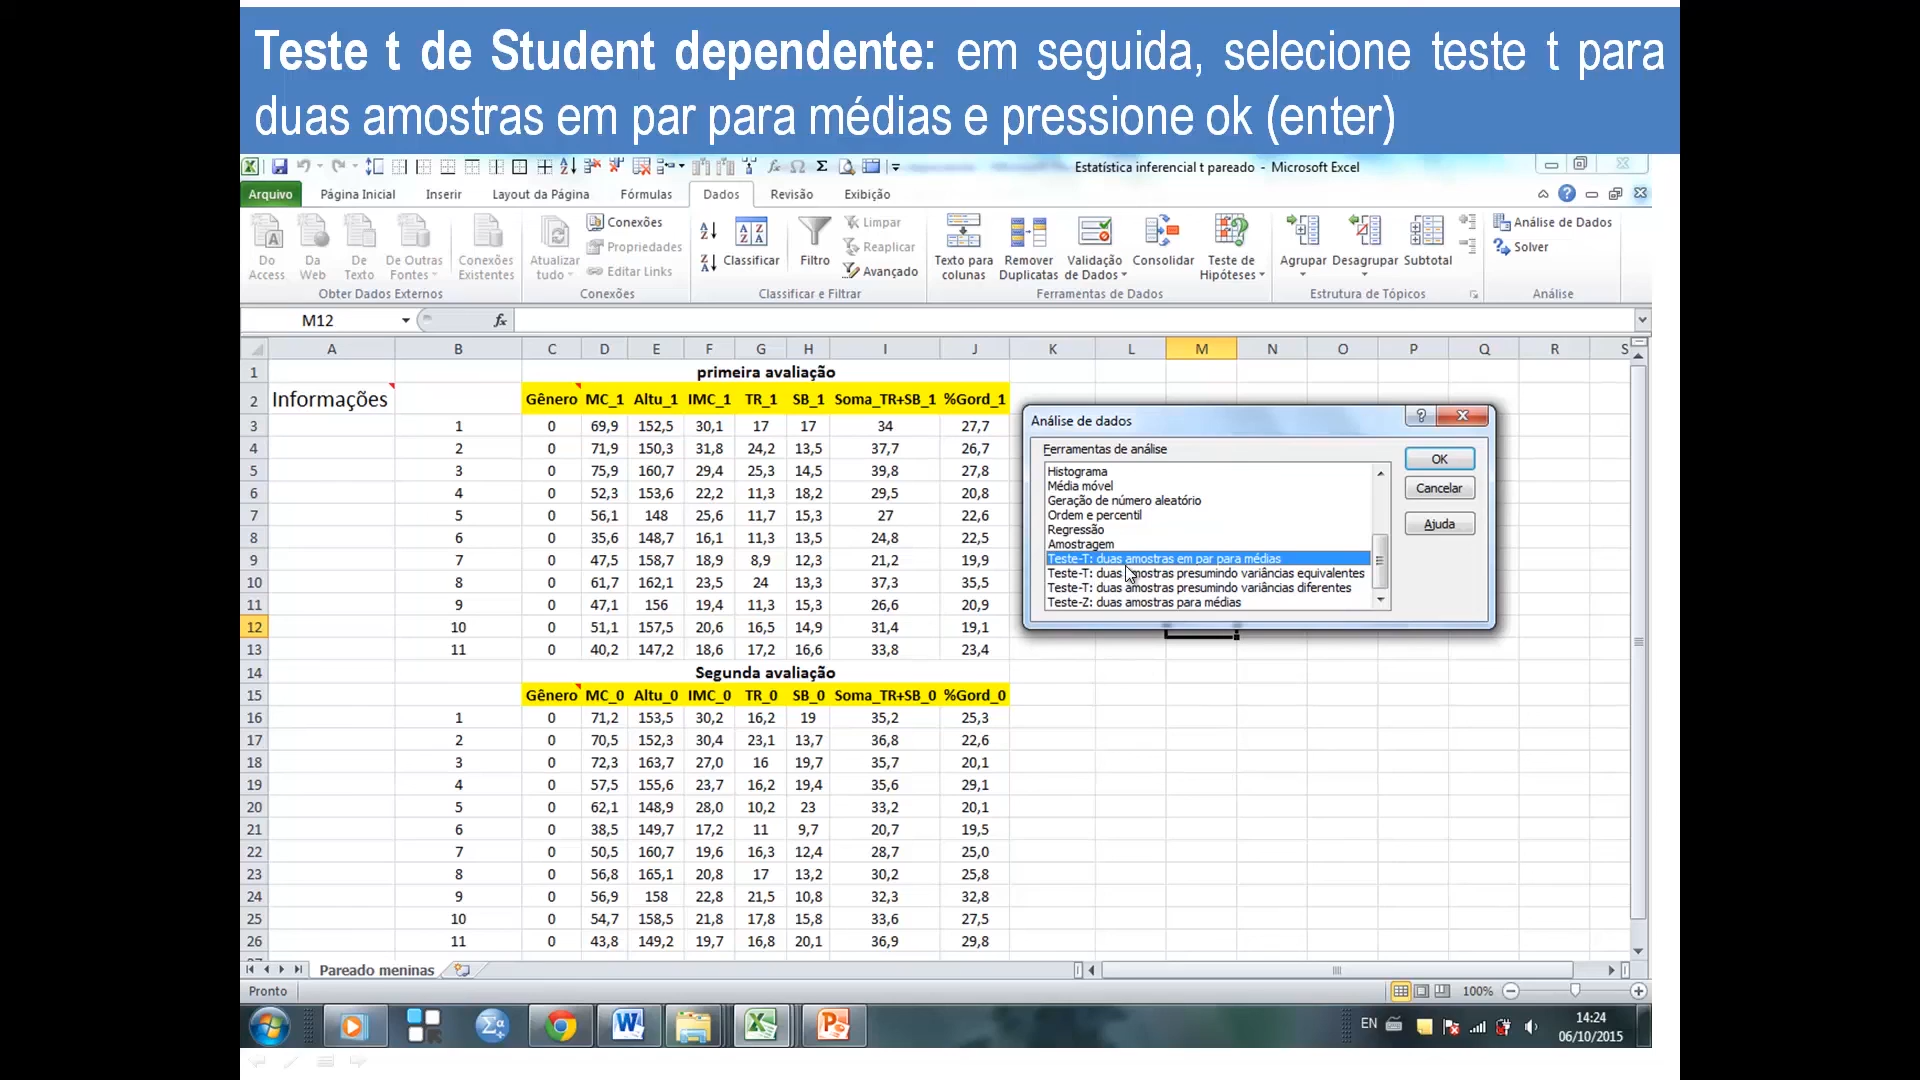 Teste t de Student dependente: em seguida, selecione teste t para
duas amostras em par para médias e pressione ok (enter)
Estatística inferencial t pareado - Microsoft Excel
Arquivo Página Inicial Inserir Layout da Página Fórmulas Dados Revisão Exibição
Do Access
Da Web
De Texto
De Outras Fontes
Conexões Existentes
Obter Dados Externos
Atualizar tudo
Conexões
Propriedades
Editar Links
Conexões
Classificar
Filtro
Limpar
Reaplicar
Avançado
Classificar e Filtrar
Texto para colunas
Remover Duplicatas
Validação de Dados
Consolidar
Teste de Hipóteses
Ferramentas de Dados
Agrupar
Desagrupar
Subtotal
Estrutura de Tópicos
Análise de Dados
Solver
Análise
M12 fx
A B C D E F G H I J K L M N O P Q R S
1 primeira avaliação
2 Informações Gênero MC_1 Altu_1 IMC_1 TR_1 SB_1 Soma_TR+SB_1 %Gord_1
3 1 0 69,9 152,5 30,1 17 17 34 27,7
4 2 0 71,9 150,3 31,8 24,2 13,5 37,7 26,7
5 3 0 75,9 160,7 29,4 25,3 14,5 39,8 27,8
6 4 0 52,3 153,6 22,2 11,3 18,2 29,5 20,8
7 5 0 56,1 148 25,6 11,7 15,3 27 22,6
8 6 0 35,6 148,7 16,1 11,3 13,5 24,8 22,5
9 7 0 47,5 158,7 18,9 8,9 12,3 21,2 19,9
10 8 0 61,7 162,1 23,5 24 13,3 37,3 35,5
11 9 0 47,1 156 19,4 11,3 15,3 26,6 20,9
12 10 0 51,1 157,5 20,6 16,5 14,9 31,4 19,1
13 11 0 40,2 147,2 18,6 17,2 16,6 33,8 23,4
14 Segunda avaliação
15 Gênero MC_0 Altu_0 IMC_0 TR_0 SB_0 Soma_TR+SB_0 %Gord_0
16 1 0 71,2 153,5 30,2 16,2 19 35,2 25,3
17 2 0 70,5 152,3 30,4 23,1 13,7 36,8 22,6
18 3 0 72,3 163,7 27,0 16 19,7 35,7 20,1
19 4 0 57,5 155,6 23,7 16,2 19,4 35,6 29,1
20 5 0 62,1 148,9 28,0 10,2 23 33,2 20,1
21 6 0 38,5 149,7 17,2 11 9,7 20,7 19,5
22 7 0 50,5 160,7 19,6 16,3 12,4 28,7 25,0
23 8 0 56,8 165,1 20,8 17 13,2 30,2 25,8
24 9 0 56,9 158 22,8 21,5 10,8 32,3 32,8
25 10 0 54,7 158,5 21,8 17,8 15,8 33,6 27,5
26 11 0 43,8 149,2 19,7 16,8 20,1 36,9 29,8
Análise de dados
Ferramentas de análise
Histograma
Média móvel
Geração de número aleatório
Ordem e percentil
Regressão
Amostragem
Teste-T: duas amostras em par para médias
Teste-T: duas amostras presumindo variâncias equivalentes
Teste-T: duas amostras presumindo variâncias diferentes
Teste-Z: duas amostras para médias
OK
Cancelar
Ajuda
Pareado meninas
Pronto 100%
EN 14:24
06/10/2015